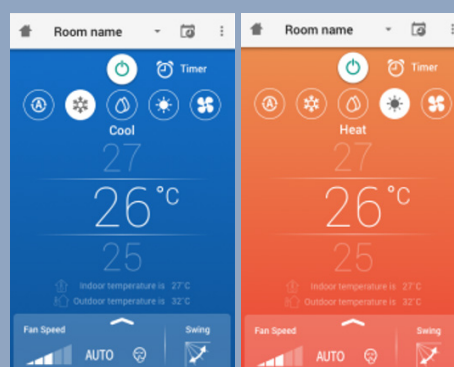 Room name
Timer
Cool
27
26°C
25
Indoor temperature is 27°C
Outdoor temperature is 32°C
Fan Speed
Swing
AUTO
Room name
Timer
Heat
27
26°C
25
Indoor temperature is 27°C
Outdoor temperature is 32°C
Fan Speed
Swing
AUTO